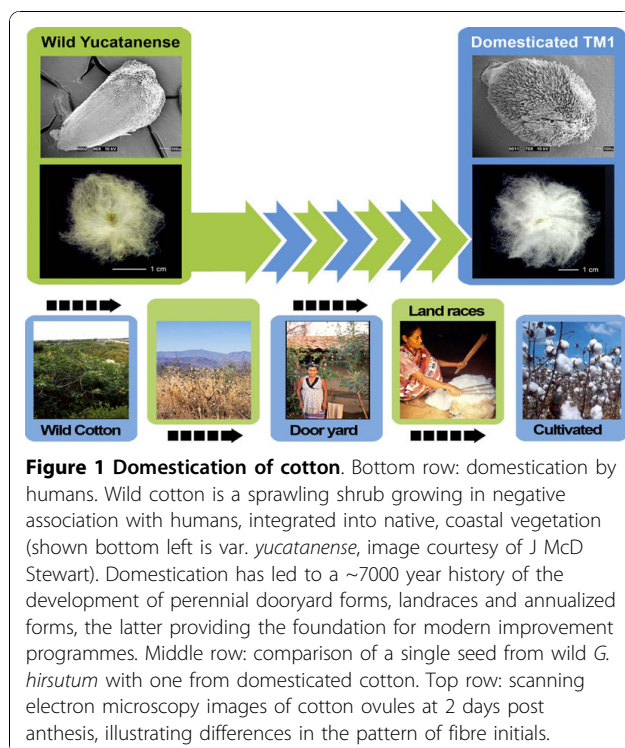 Wild Yucatanense
Domesticated TM1
1 cm
1 cm
Land races
Wild Cotton
Door yard
Cultivated
Figure 1 Domestication of cotton. Bottom row: domestication by
humans. Wild cotton is a sprawling shrub growing in negative
association with humans, integrated into native, coastal vegetation
(shown bottom left is var. yucatanense, image courtesy of J McD
Stewart). Domestication has led to a ~7000 year history of the
development of perennial dooryard forms, landraces and annualized
forms, the latter providing the foundation for modern improvement
programmes. Middle row: comparison of a single seed from wild G.
hirsutum with one from domesticated cotton. Top row: scanning
electron microscopy images of cotton ovules at 2 days post
anthesis, illustrating differences in the pattern of fibre initials.